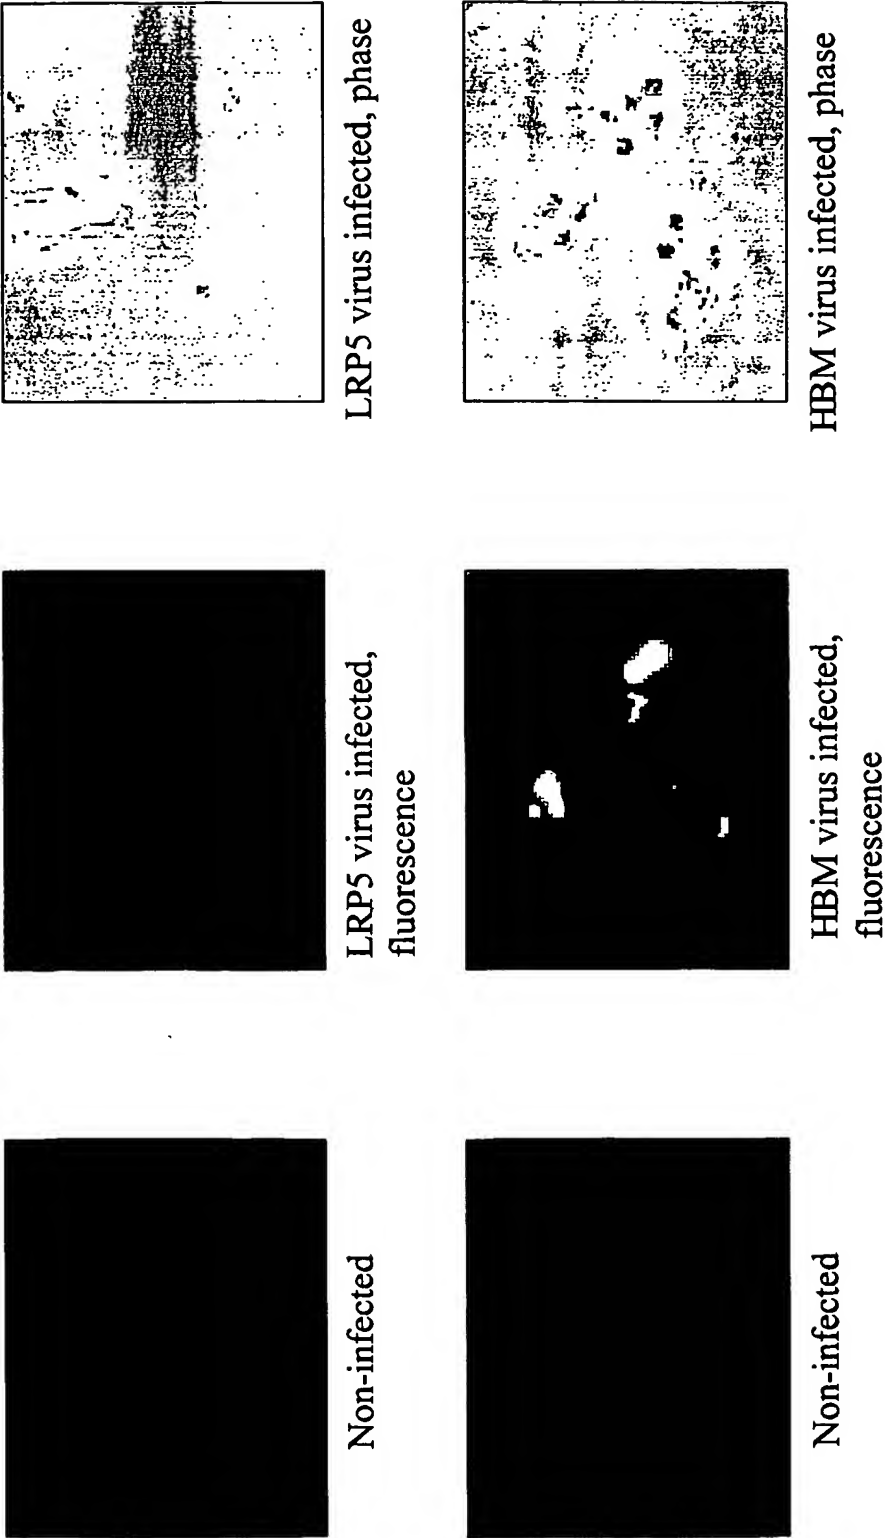 Non-infected
LRP5 virus infected,
fluorescence
LRP5 virus infected, phase
Non-infected
HBM virus infected,
fluorescence
HBM virus infected, phase